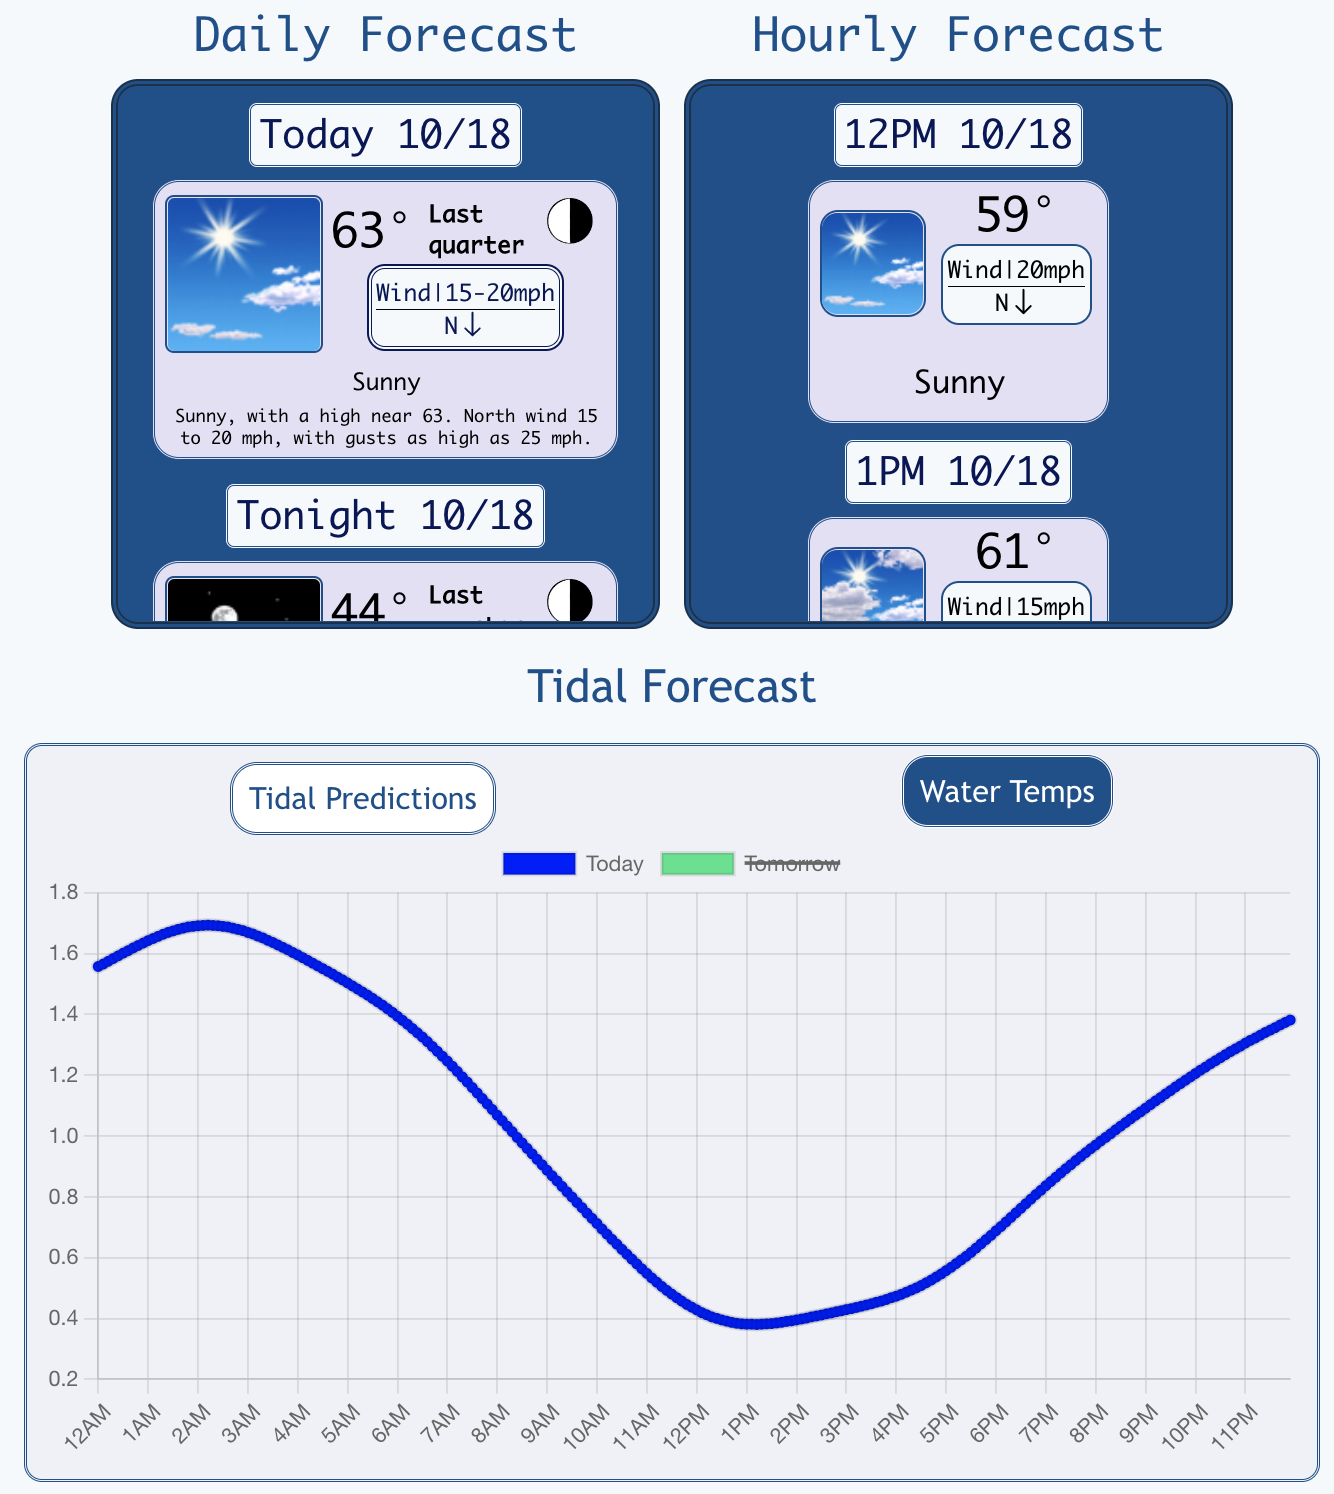 Daily Forecast
Hourly Forecast
Today 10/18
63°
Last
quarter
Wind|15-20mph
N↓
Sunny
Sunny, with a high near 63. North wind 15
to 20 mph, with gusts as high as 25 mph.
Tonight 10/18
44°
Last
12PM 10/18
59°
Wind|20mph
N↓
Sunny
1PM 10/18
61°
Wind|15mph
Tidal Forecast
Tidal Predictions
Water Temps
Today
Tomorrow
1.8
1.6
1.4
1.2
1.0
0.8
0.6
0.4
0.2
12AM
1AM
2AM
3AM
4AM
5AM
6AM
7AM
8AM
9AM
10AM
11AM
12PM
1PM
2PM
3PM
4PM
5PM
6PM
7PM
8PM
9PM
10PM
11PM